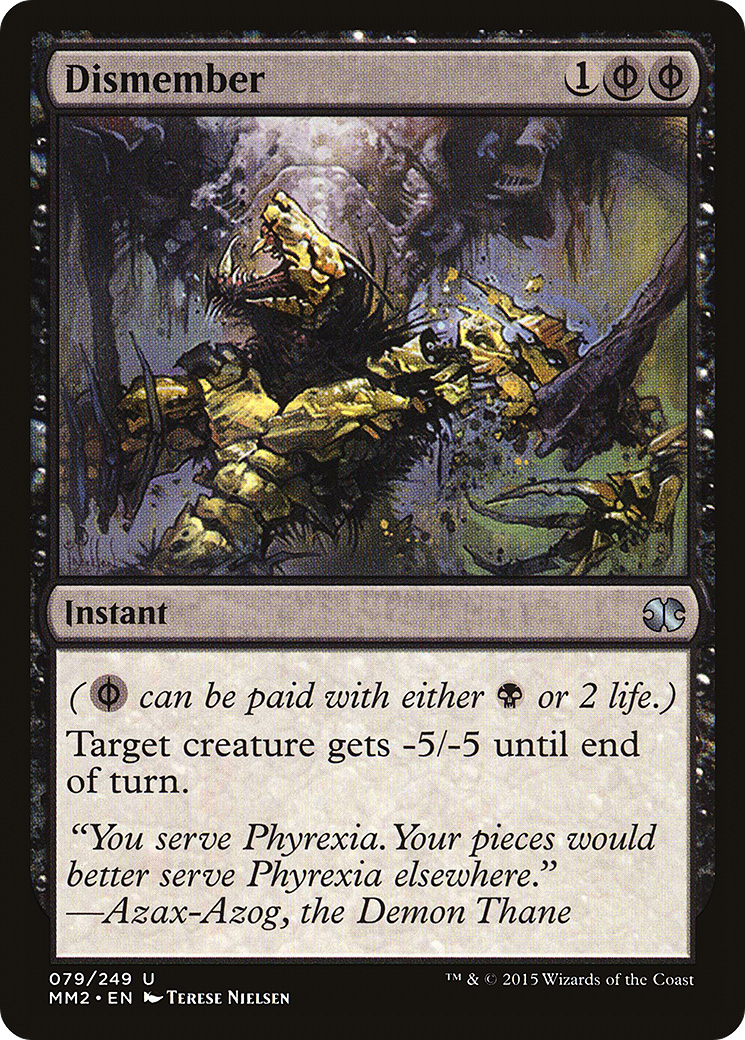 Dismember 1
Instant
( can be paid with either or 2 life.)
Target creature gets -5/-5 until end
of turn.
“You serve Phyrexia. Your pieces would
better serve Phyrexia elsewhere.”
—Azax-Azog, the Demon Thane
079/249 U
™ & © 2015 Wizards of the Coast
MM2 • EN Terese Nielsen